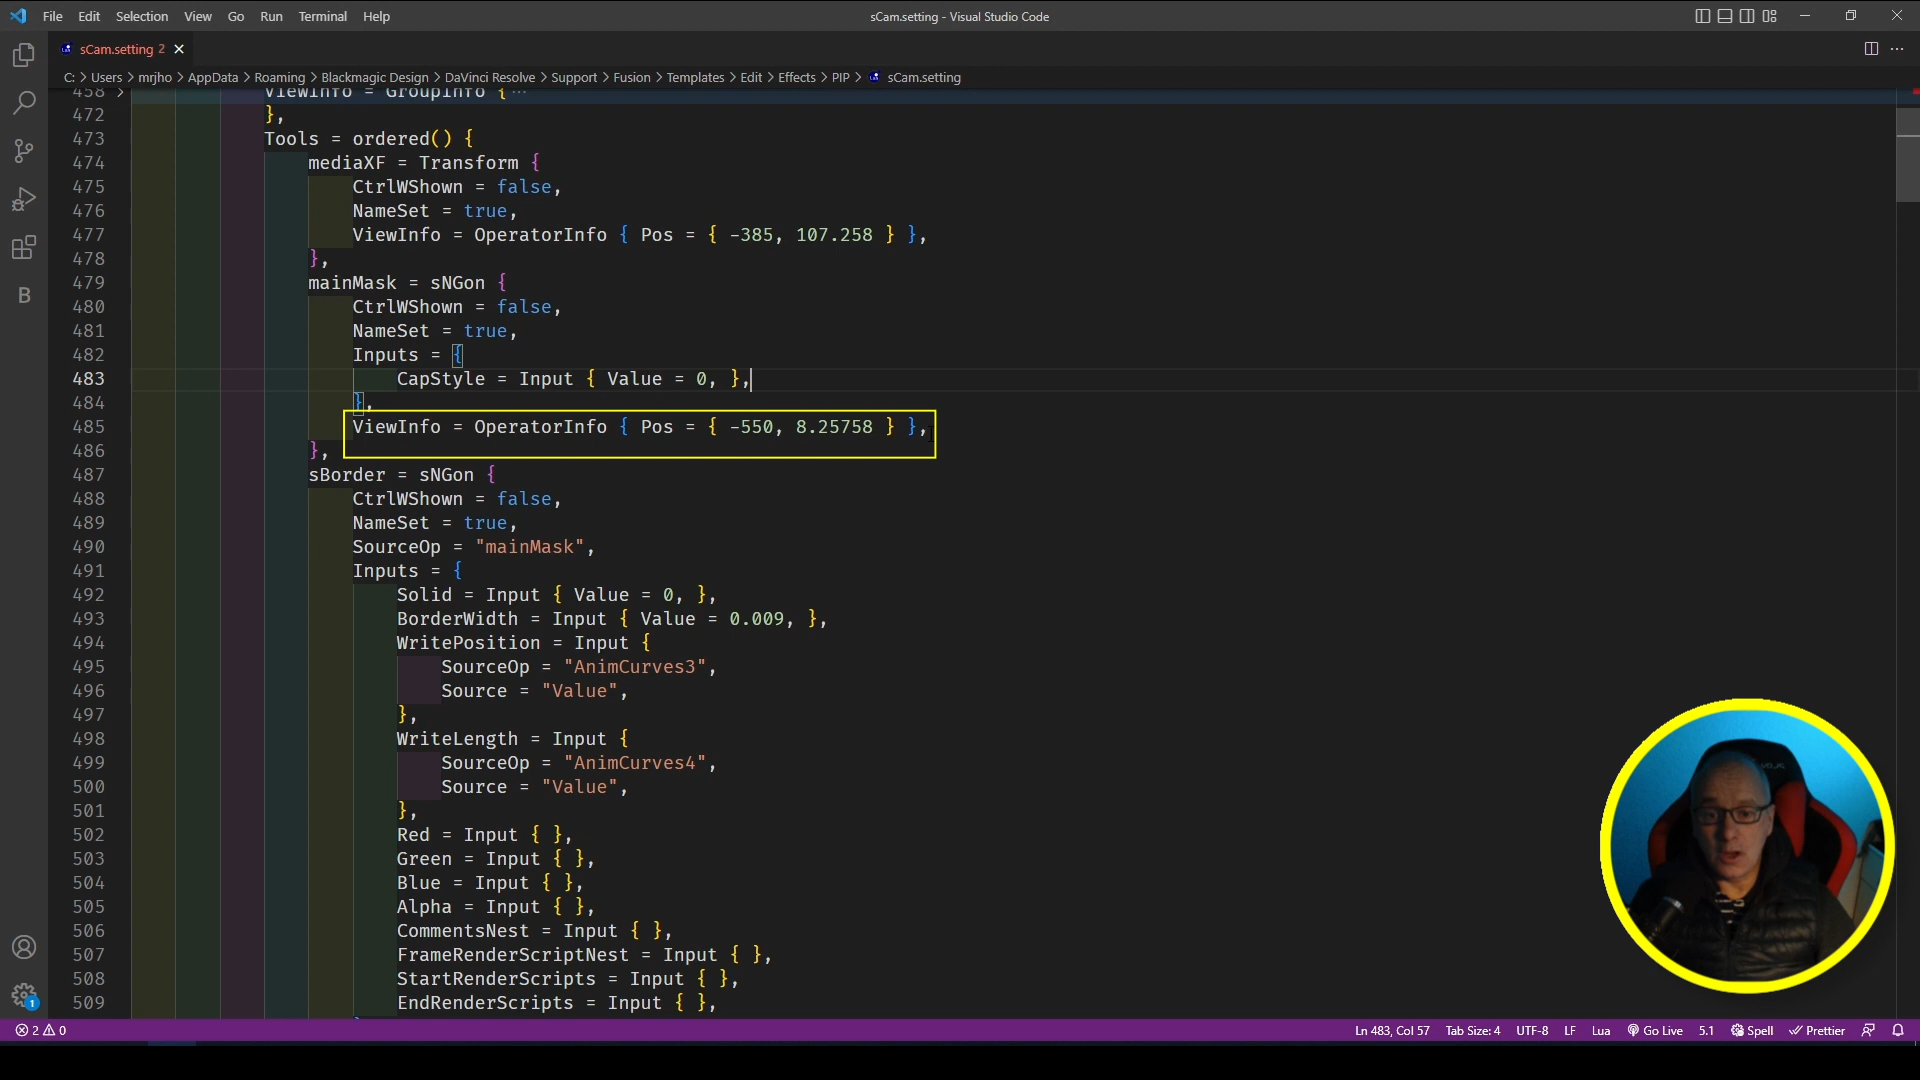 File Edit Selection View Go Run Terminal Help
sCam.setting - Visual Studio Code
sCam.setting 2
C: > Users > mrjho > AppData > Roaming > Blackmagic Design > DaVinci Resolve > Support > Fusion > Templates > Edit > Effects > PIP > sCam.setting
458 ViewInfo = GroupInfo { ...
472 },
473 Tools = ordered() {
474 mediaXF = Transform {
475 CtrlWShown = false,
476 NameSet = true,
477 ViewInfo = OperatorInfo { Pos = { -385, 107.258 } },
478 },
479 mainMask = sNGon {
480 CtrlWShown = false,
481 NameSet = true,
482 Inputs = {
483 CapStyle = Input { Value = 0, },
484 },
485 ViewInfo = OperatorInfo { Pos = { -550, 8.25758 } },
486 },
487 sBorder = sNGon {
488 CtrlWShown = false,
489 NameSet = true,
490 SourceOp = "mainMask",
491 Inputs = {
492 Solid = Input { Value = 0, },
493 BorderWidth = Input { Value = 0.009, },
494 WritePosition = Input {
495 SourceOp = "AnimCurves3",
496 Source = "Value",
497 },
498 WriteLength = Input {
499 SourceOp = "AnimCurves4",
500 Source = "Value",
501 },
502 Red = Input { },
503 Green = Input { },
504 Blue = Input { },
505 Alpha = Input { },
506 CommentsNest = Input { },
507 FrameRenderScriptNest = Input { },
508 StartRenderScripts = Input { },
509 EndRenderScripts = Input { },
B
1
2 0
Ln 483, Col 57 Tab Size: 4 UTF-8 LF Lua Go Live 5.1 Spell Prettier